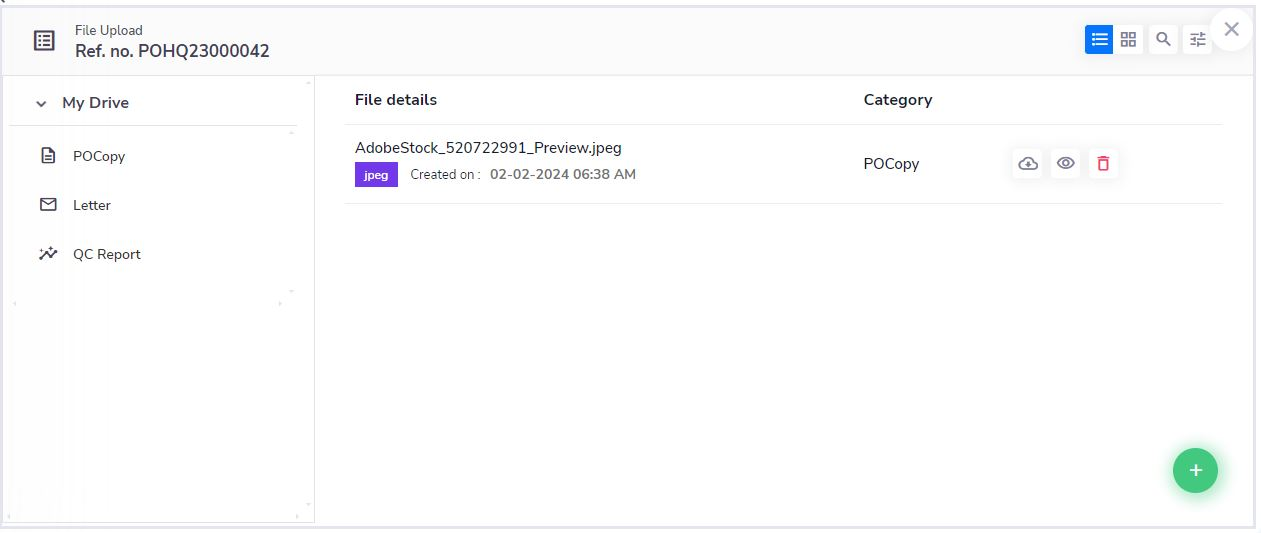 File Upload
Ref. no. POHQ23000042
My Drive
POCopy
Letter
QC Report
File details
Category
AdobeStock_520722991_Preview.jpeg
jpeg Created on : 02-02-2024 06:38 AM
POCopy
+